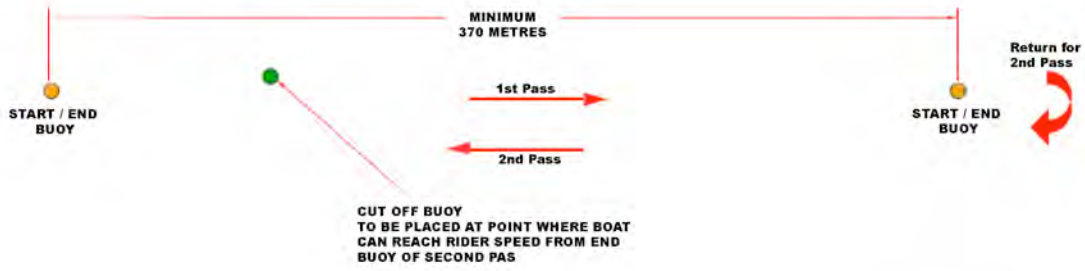 MINIMUM
370 METRES
Return for
2nd Pass
1st Pass
START / END
BUOY
START / END
BUOY
2nd Pass
CUT OFF BUOY
TO BE PLACED AT POINT WHERE BOAT
CAN REACH RIDER SPEED FROM END
BUOY OF SECOND PAS